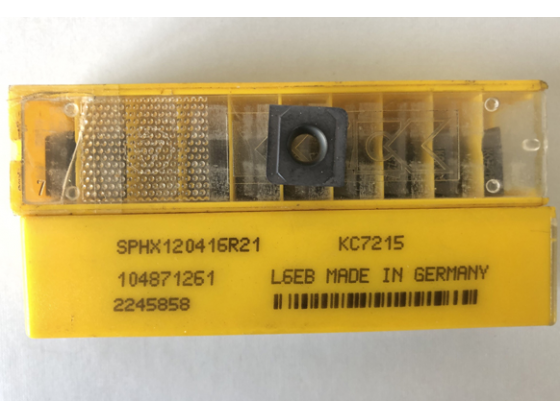 SPHX120416R21 KC7215
104871261 L6EB MADE IN GERMANY
2245858